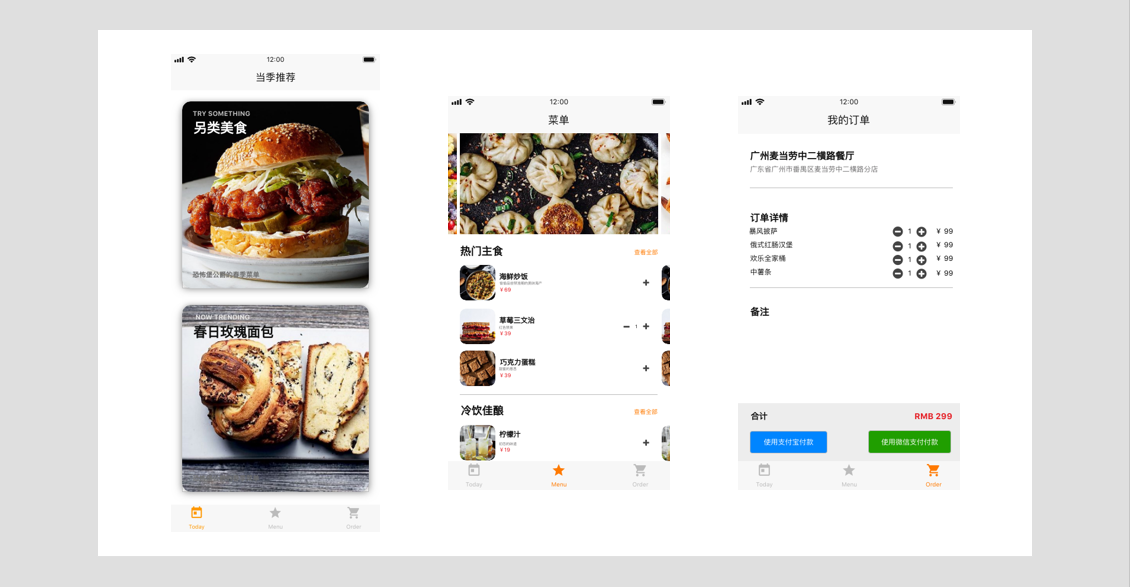 12:00
当季推荐
TRY SOMETHING
另类美食
恐怖堡公爵的春季菜单
NOW TRENDING
春日玫瑰面包
Today
Menu
Order
12:00
菜单
热门主食
查看全部
海鲜炒饭
¥ 69
草莓三文治
¥ 39
1
巧克力蛋糕
¥ 39
冷饮佳酿
查看全部
柠檬汁
¥ 19
Today
Menu
Order
12:00
我的订单
广州麦当劳中二横路餐厅
广东省广州市番禺区麦当劳中二横路分店
订单详情
暴风披萨 1 ¥ 99
俄式红肠汉堡 1 ¥ 99
欢乐全家桶 1 ¥ 99
中薯条 1 ¥ 99
备注
合计 RMB 299
使用支付宝付款
使用微信支付付款
Today
Menu
Order